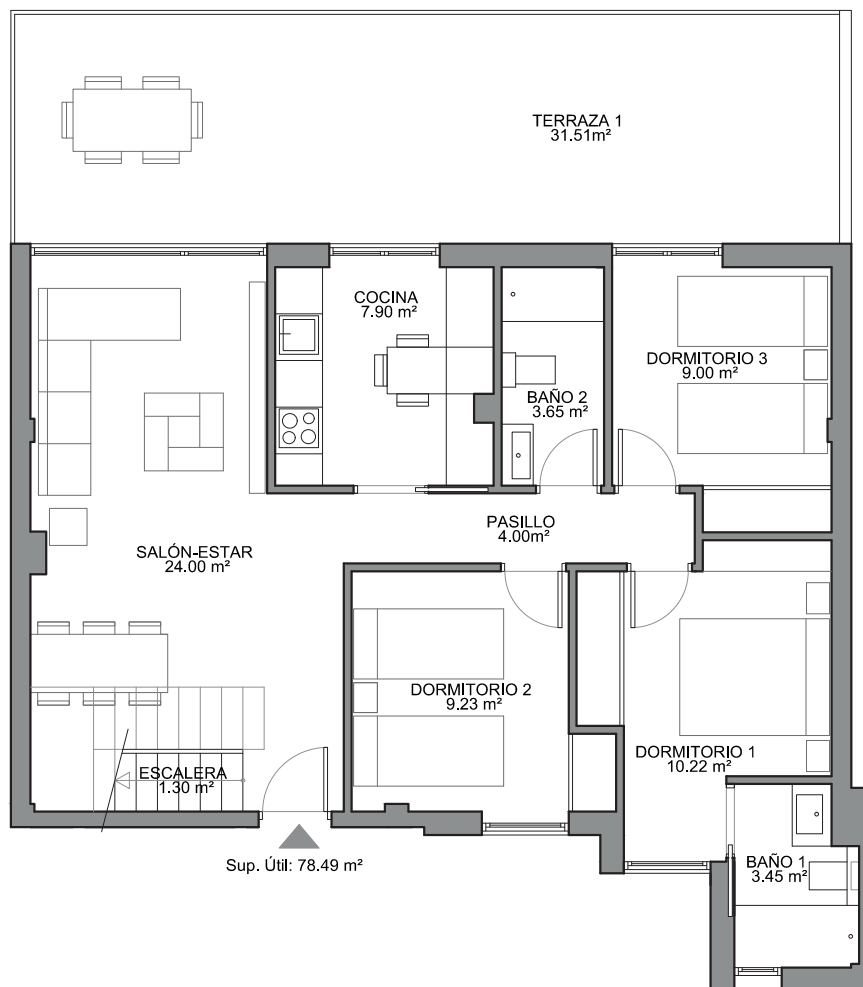 TERRAZA 1
31.51m²
COCINA
7.90 m²
DORMITORIO 3
9.00 m²
BAÑO 2
3.65 m²
PASILLO
4.00m²
SALÓN-ESTAR
24.00 m²
DORMITORIO 2
9.23 m²
DORMITORIO 1
10.22 m²
ESCALERA
1.30 m²
BAÑO 1
3.45 m²
Sup. Útil: 78.49 m²